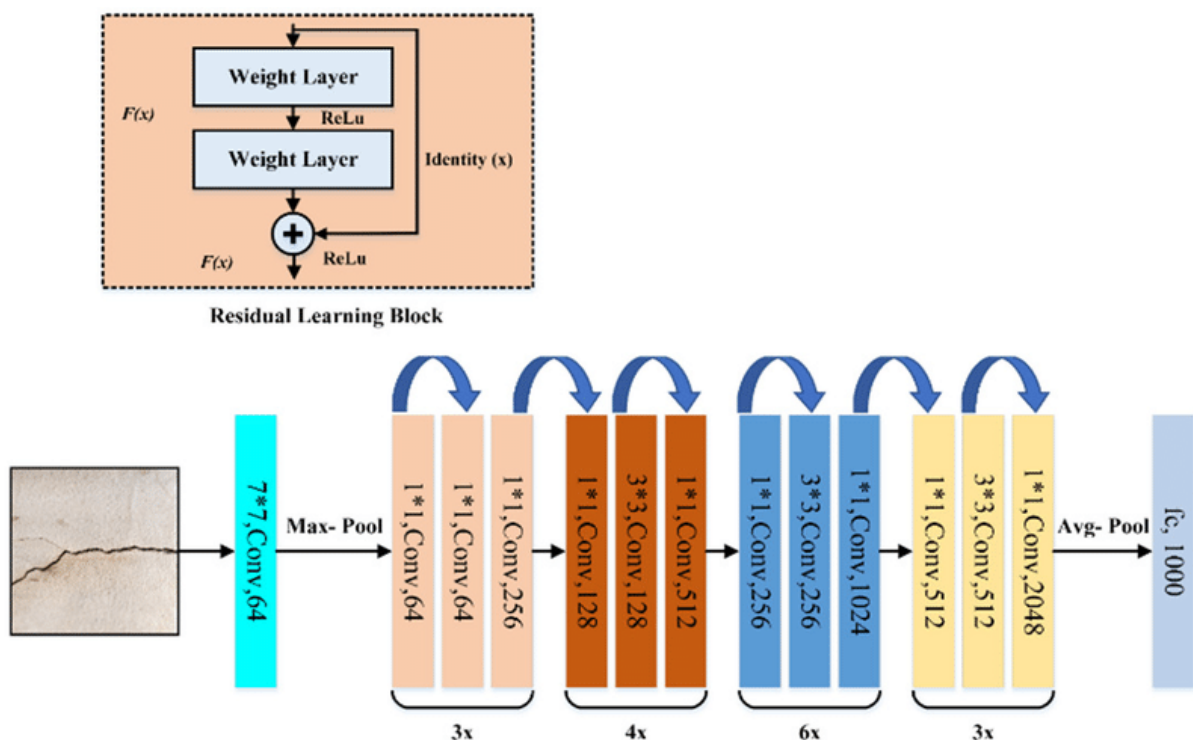 Weight Layer
F(x)
ReLu
Weight Layer
Identity (x)
+
F(x)
ReLu
Residual Learning Block
7*7,Conv,64
Max- Pool
1*1,Conv,64
1*1,Conv,64
1*1,Conv,256
1*1,Conv,128
3*3,Conv,128
1*1,Conv,512
1*1,Conv,256
3*3,Conv,256
1*1,Conv,1024
1*1,Conv,512
3*3,Conv,512
1*1,Conv,2048
Avg- Pool
fc, 1000
3x
4x
6x
3x